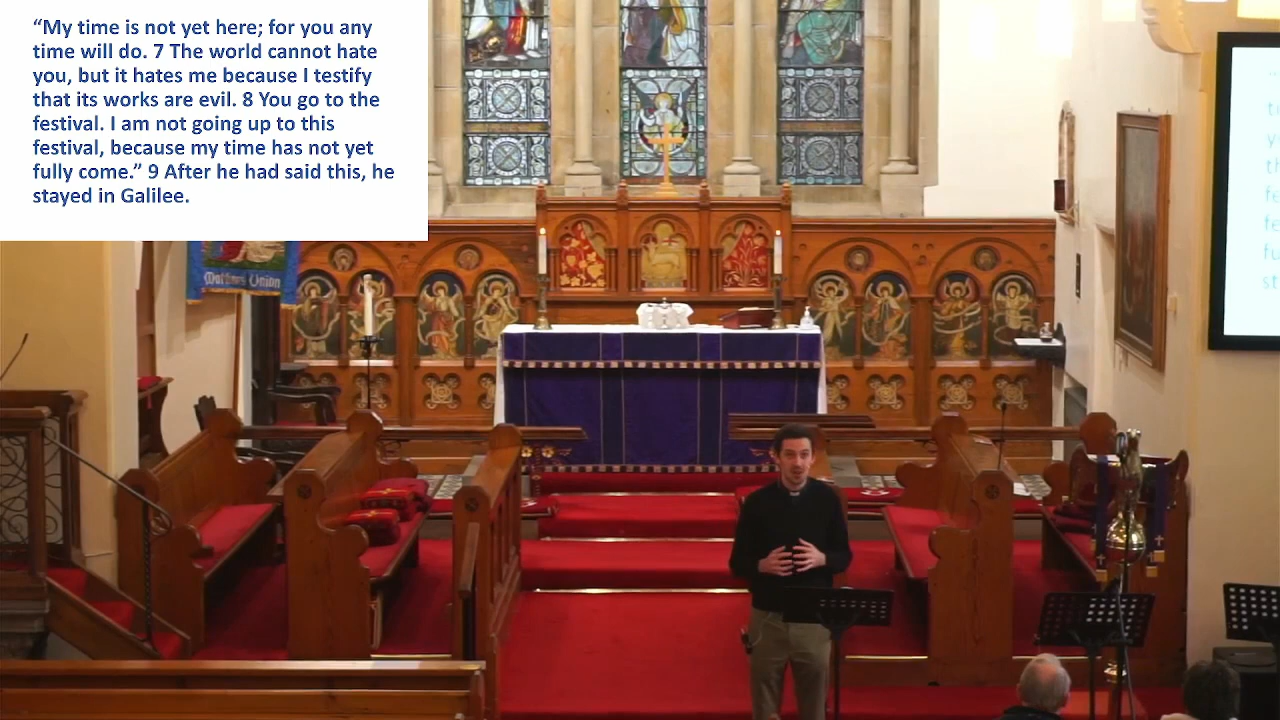 “My time is not yet here; for you any
time will do. 7 The world cannot hate
you, but it hates me because I testify
that its works are evil. 8 You go to the
festival. I am not going up to this
festival, because my time has not yet
fully come.” 9 After he had said this, he
stayed in Galilee.
Mothers Union